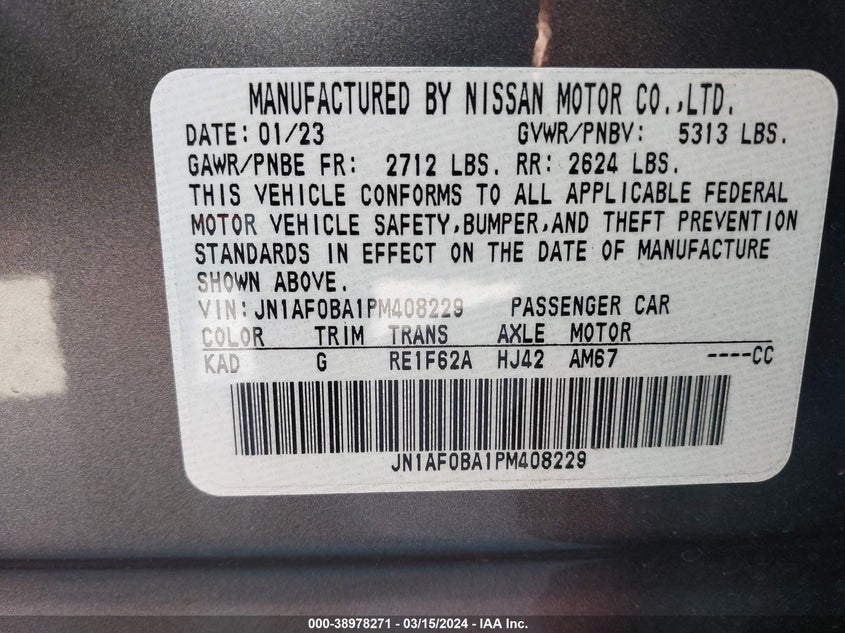 MANUFACTURED BY NISSAN MOTOR CO.,LTD.
DATE: 01/23 GVWR/PNBV: 5313 LBS.
GAWR/PNBE FR: 2712 LBS. RR: 2624 LBS.
THIS VEHICLE CONFORMS TO ALL APPLICABLE FEDERAL
MOTOR VEHICLE SAFETY,BUMPER,AND THEFT PREVENTION
STANDARDS IN EFFECT ON THE DATE OF MANUFACTURE
SHOWN ABOVE.
VIN: JN1AF0BA1PM408229 PASSENGER CAR
COLOR TRIM TRANS AXLE MOTOR
KAD G RE1F62A HJ42 AM67 ----CC
JN1AF0BA1PM408229
000-38978271 - 03/15/2024 - IAA Inc.